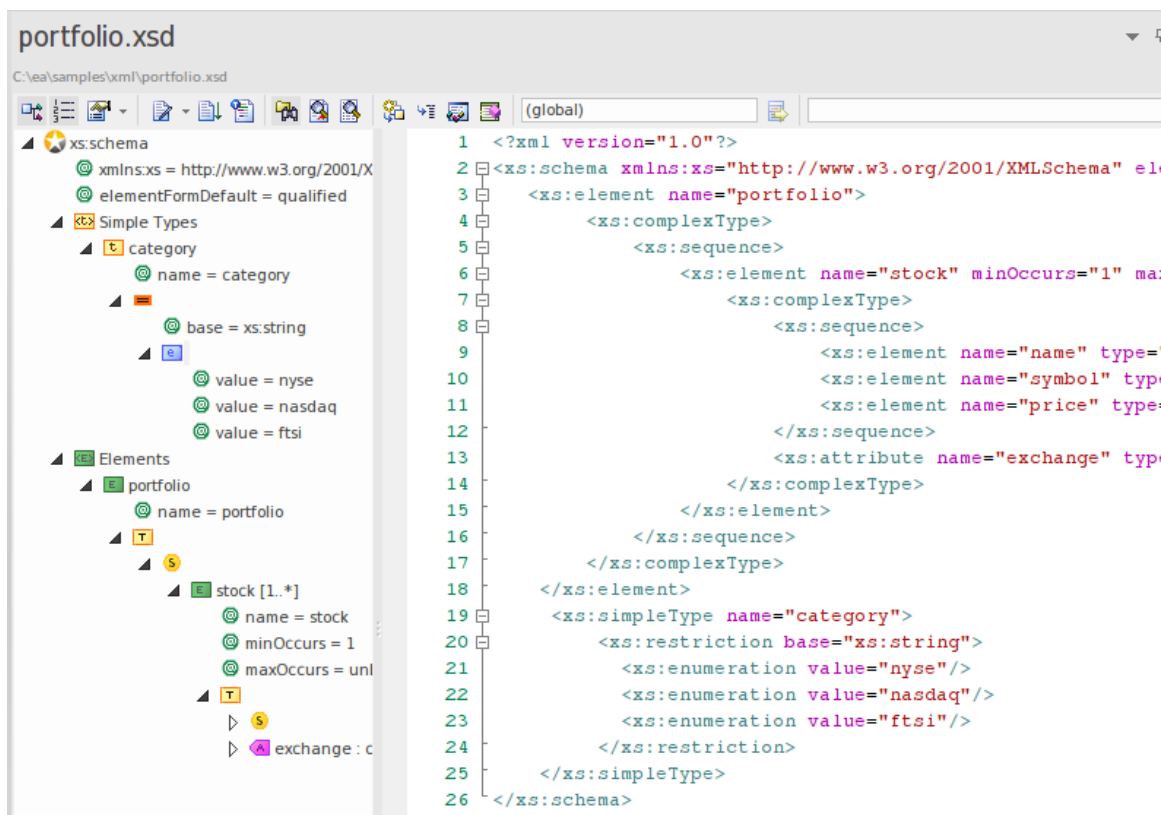 portfolio.xsd
C:\ea\samples\xml\portfolio.xsd
(global)
xs:schema
xmlns:xs = http://www.w3.org/2001/X
elementFormDefault = qualified
<t> Simple Types
t category
name = category
base = xs:string
e
value = nyse
value = nasdaq
value = ftsi
<E> Elements
E portfolio
name = portfolio
T
S
E stock [1..*]
name = stock
minOccurs = 1
maxOccurs = unl
T
S
A exchange : c
1 <?xml version="1.0"?>
2 <xs:schema xmlns:xs="http://www.w3.org/2001/XMLSchema" ele
3 <xs:element name="portfolio">
4 <xs:complexType>
5 <xs:sequence>
6 <xs:element name="stock" minOccurs="1" max
7 <xs:complexType>
8 <xs:sequence>
9 <xs:element name="name" type="
10 <xs:element name="symbol" type
11 <xs:element name="price" type=
12 </xs:sequence>
13 <xs:attribute name="exchange" type
14 </xs:complexType>
15 </xs:element>
16 </xs:sequence>
17 </xs:complexType>
18 </xs:element>
19 <xs:simpleType name="category">
20 <xs:restriction base="xs:string">
21 <xs:enumeration value="nyse"/>
22 <xs:enumeration value="nasdaq"/>
23 <xs:enumeration value="ftsi"/>
24 </xs:restriction>
25 </xs:simpleType>
26 </xs:schema>